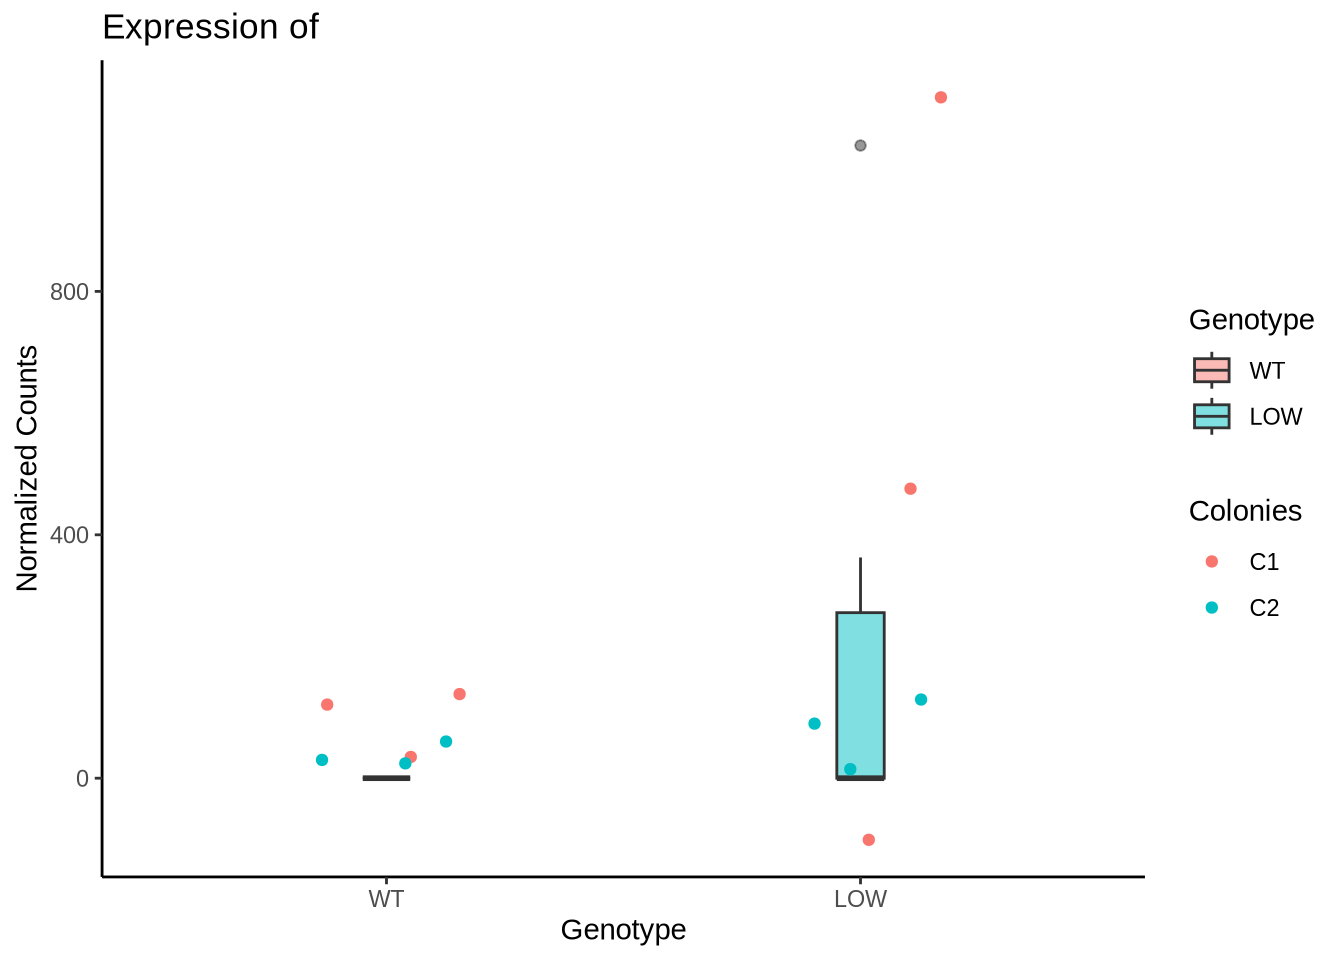 Expression of
Normalized Counts
800
400
0
WT
LOW
Genotype
Genotype
WT
LOW
Colonies
C1
C2